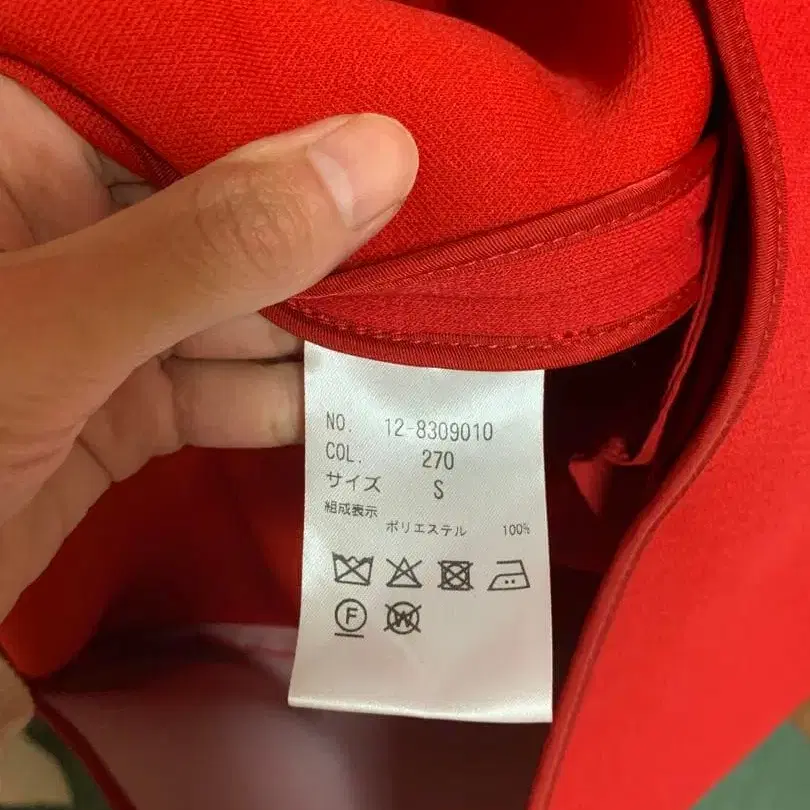 NO. 12-8309010
COL. 270
サイズ S
組成表示
ポリエステル 100%
F W